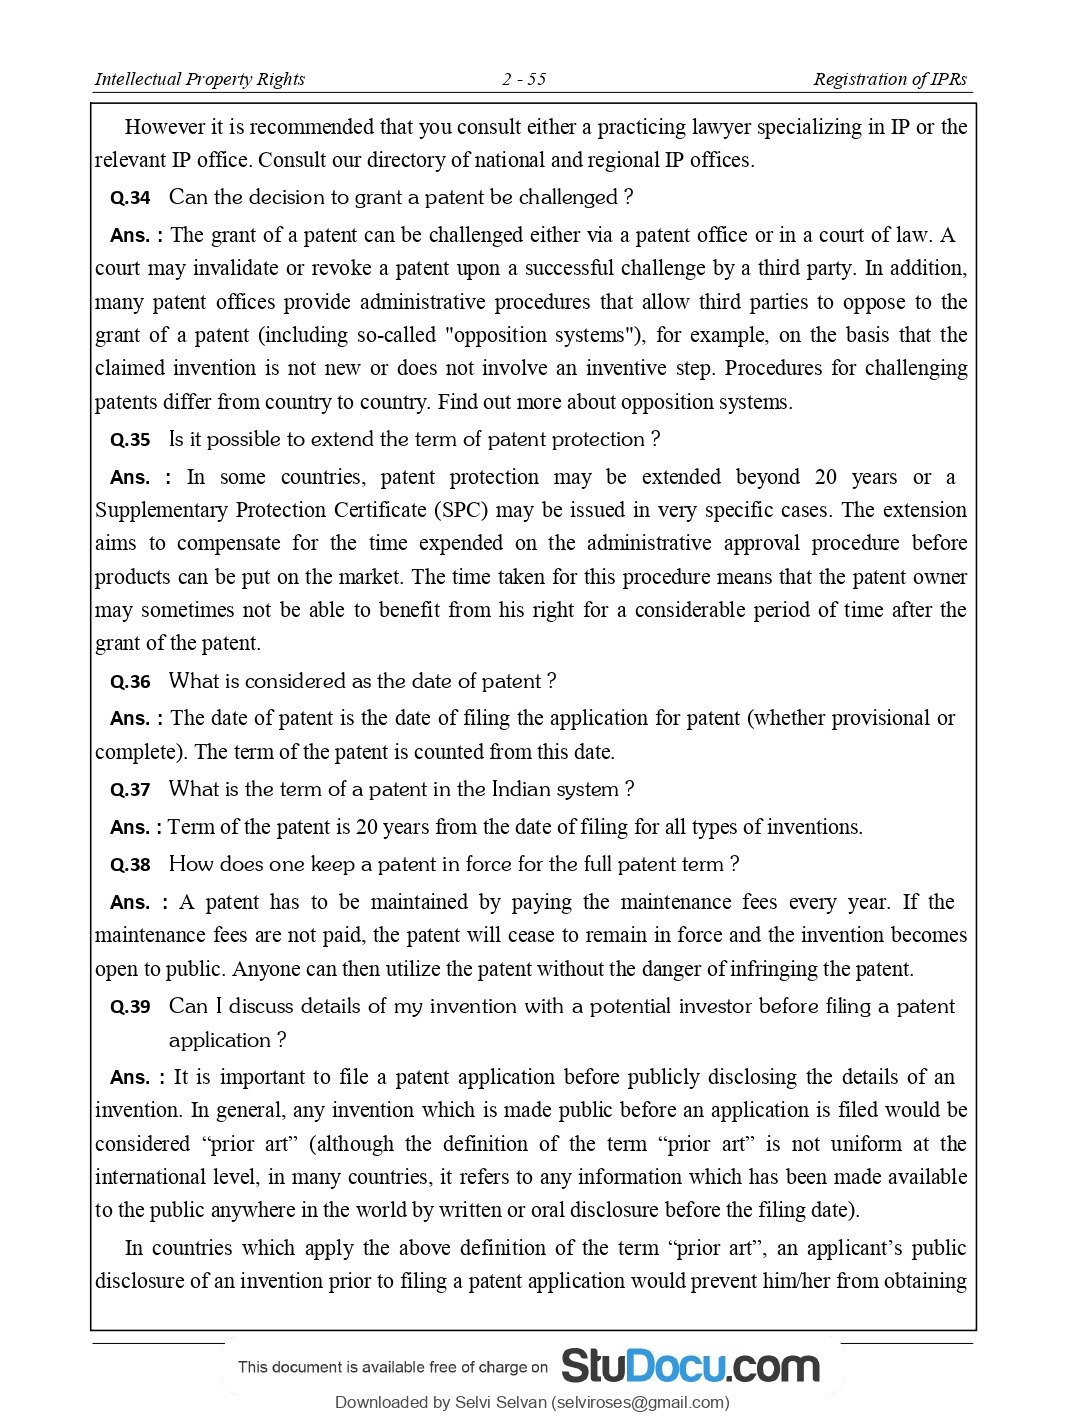 Intellectual Property Rights 2 - 55 Registration of IPRs
However it is recommended that you consult either a practicing lawyer specializing in IP or the
relevant IP office. Consult our directory of national and regional IP offices.
Q.34 Can the decision to grant a patent be challenged ?
Ans. : The grant of a patent can be challenged either via a patent office or in a court of law. A
court may invalidate or revoke a patent upon a successful challenge by a third party. In addition,
many patent offices provide administrative procedures that allow third parties to oppose to the
grant of a patent (including so-called "opposition systems"), for example, on the basis that the
claimed invention is not new or does not involve an inventive step. Procedures for challenging
patents differ from country to country. Find out more about opposition systems.
Q.35 Is it possible to extend the term of patent protection ?
Ans. : In some countries, patent protection may be extended beyond 20 years or a
Supplementary Protection Certificate (SPC) may be issued in very specific cases. The extension
aims to compensate for the time expended on the administrative approval procedure before
products can be put on the market. The time taken for this procedure means that the patent owner
may sometimes not be able to benefit from his right for a considerable period of time after the
grant of the patent.
Q.36 What is considered as the date of patent ?
Ans. : The date of patent is the date of filing the application for patent (whether provisional or
complete). The term of the patent is counted from this date.
Q.37 What is the term of a patent in the Indian system ?
Ans. : Term of the patent is 20 years from the date of filing for all types of inventions.
Q.38 How does one keep a patent in force for the full patent term ?
Ans. : A patent has to be maintained by paying the maintenance fees every year. If the
maintenance fees are not paid, the patent will cease to remain in force and the invention becomes
open to public. Anyone can then utilize the patent without the danger of infringing the patent.
Q.39 Can I discuss details of my invention with a potential investor before filing a patent
application ?
Ans. : It is important to file a patent application before publicly disclosing the details of an
invention. In general, any invention which is made public before an application is filed would be
considered “prior art” (although the definition of the term “prior art” is not uniform at the
international level, in many countries, it refers to any information which has been made available
to the public anywhere in the world by written or oral disclosure before the filing date).
In countries which apply the above definition of the term “prior art”, an applicant’s public
disclosure of an invention prior to filing a patent application would prevent him/her from obtaining
This document is available free of charge on StuDocu.com
Downloaded by Selvi Selvan (selviroses@gmail.com)